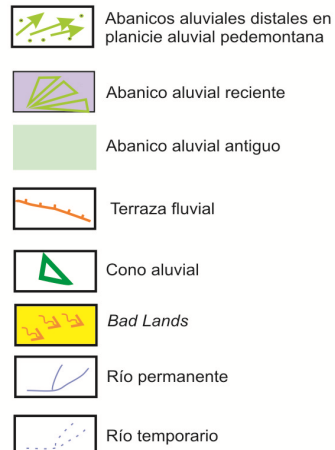 Abanicos aluviales distales en
planicie aluvial pedemontana
Abanico aluvial reciente
Abanico aluvial antiguo
Terraza fluvial
Cono aluvial
Bad Lands
Río permanente
Río temporario